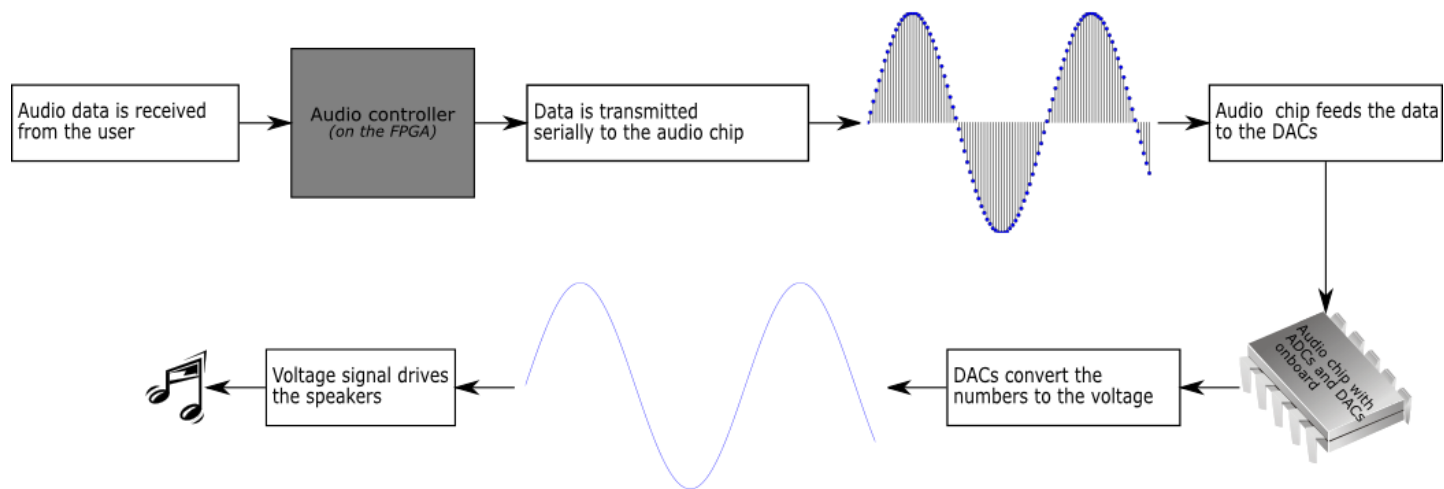 Audio data is received
from the user
Audio controller
(on the FPGA)
Data is transmitted
serially to the audio chip
Audio chip feeds the data
to the DACs
Audio chip with
ADCs and DACs
onboard
DACs convert the
numbers to the voltage
Voltage signal drives
the speakers